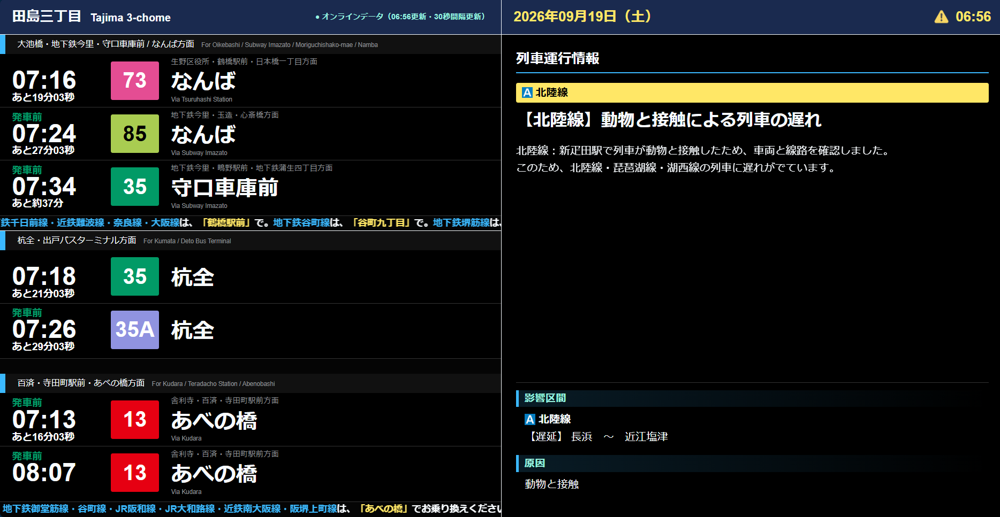 田島三丁目 Tajima 3-chome
● オンラインデータ（06:56更新・30秒間隔更新）
大池橋・地下鉄今里・守口車庫前 / なんば方面 For Oikebashi / Subway Imazato / Moriguchishako-mae / Namba
07:16
あと19分03秒
73
生野区役所・鶴橋駅前・日本橋一丁目方面
なんば
Via Tsuruhashi Station
発車前
07:24
あと27分03秒
85
地下鉄今里・玉造・心斎橋方面
なんば
Via Subway Imazato
発車前
07:34
あと約37分
35
地下鉄今里・鴫野駅前・地下鉄蒲生四丁目方面
守口車庫前
Via Subway Imazato
鉄千日前線・近鉄難波線・奈良線・大阪線は、「鶴橋駅前」で。地下鉄谷町線は、「谷町九丁目」で。地下鉄堺筋線は、
杭全・出戸バスターミナル方面 For Kumata / Deto Bus Terminal
07:18
あと21分03秒
35
杭全
発車前
07:26
あと29分03秒
35A
杭全
百済・寺田町駅前・あべの橋方面 For Kudara / Teradacho Station / Abenobashi
発車前
07:13
あと16分03秒
13
舎利寺・百済・寺田町駅前方面
あべの橋
Via Kudara
発車前
08:07
13
舎利寺・百済・寺田町駅前方面
あべの橋
Via Kudara
地下鉄御堂筋線・谷町線・JR阪和線・JR大和路線・近鉄南大阪線・阪堺上町線は、「あべの橋」でお乗り換えください
2026年09月19日（土）
06:56
列車運行情報
A 北陸線
【北陸線】動物と接触による列車の遅れ
北陸線：新疋田駅で列車が動物と接触したため、車両と線路を確認しました。
このため、北陸線・琵琶湖線・湖西線の列車に遅れがでています。
影響区間
A 北陸線
【遅延】 長浜 ～ 近江塩津
原因
動物と接触